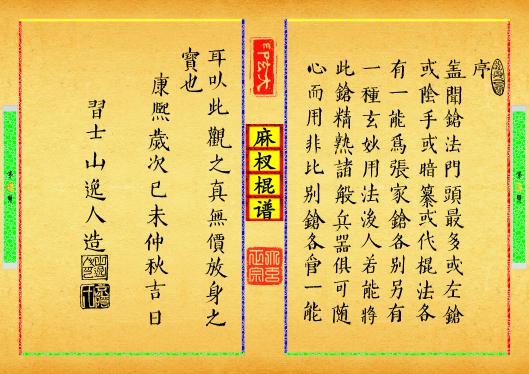 序
盖聞鎗法門頭最多或左鎗
或陰手或暗纂或代棍法各
有一能爲張家鎗各别另有
一種玄妙用法後人若能將
此鎗精熟諸般兵器俱可随
心而用非比别鎗各管一能
麻杈棍谱
耳以此觀之真無價放身之
寶也
康熙歲次己未仲秋吉日
習士山逸人造